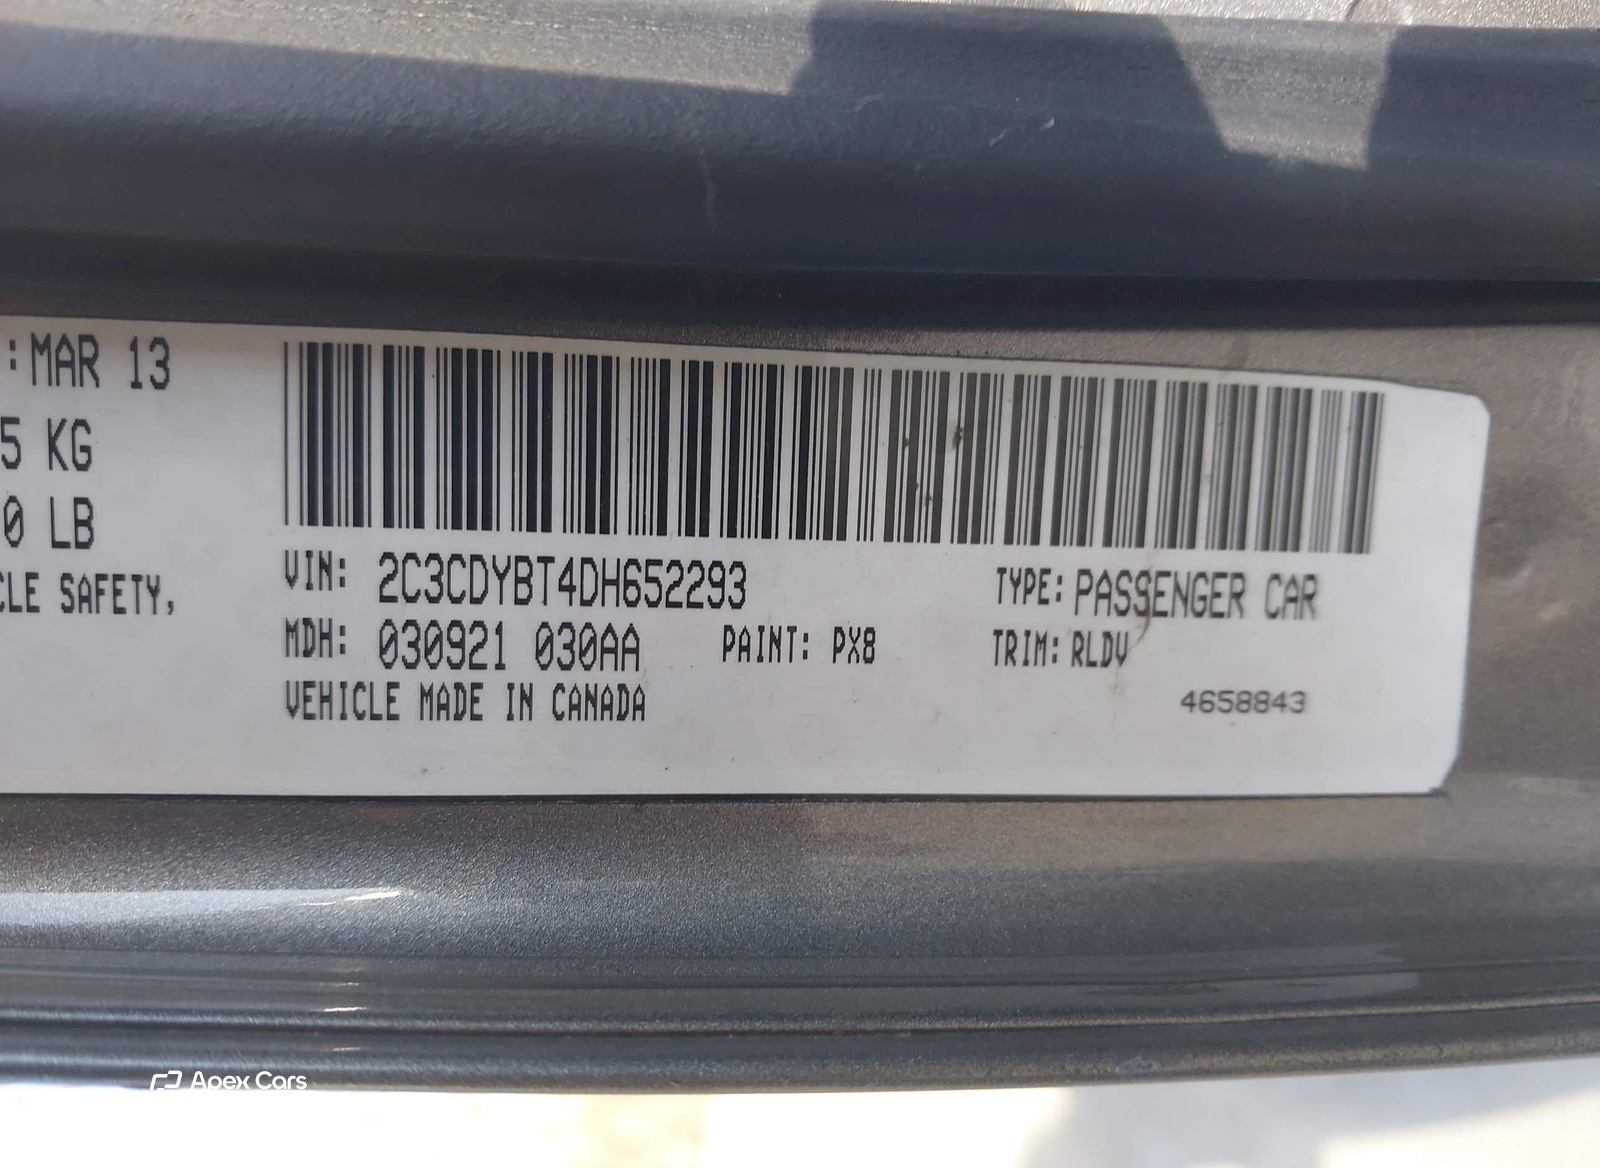 : MAR 13
5 KG
0 LB
CLE SAFETY,
VIN: 2C3CDYBT4DH652293
TYPE: PASSENGER CAR
MDH: 030921 030AA
PAINT: PX8
TRIM: RLDV
VEHICLE MADE IN CANADA
4658843
Apex Cars